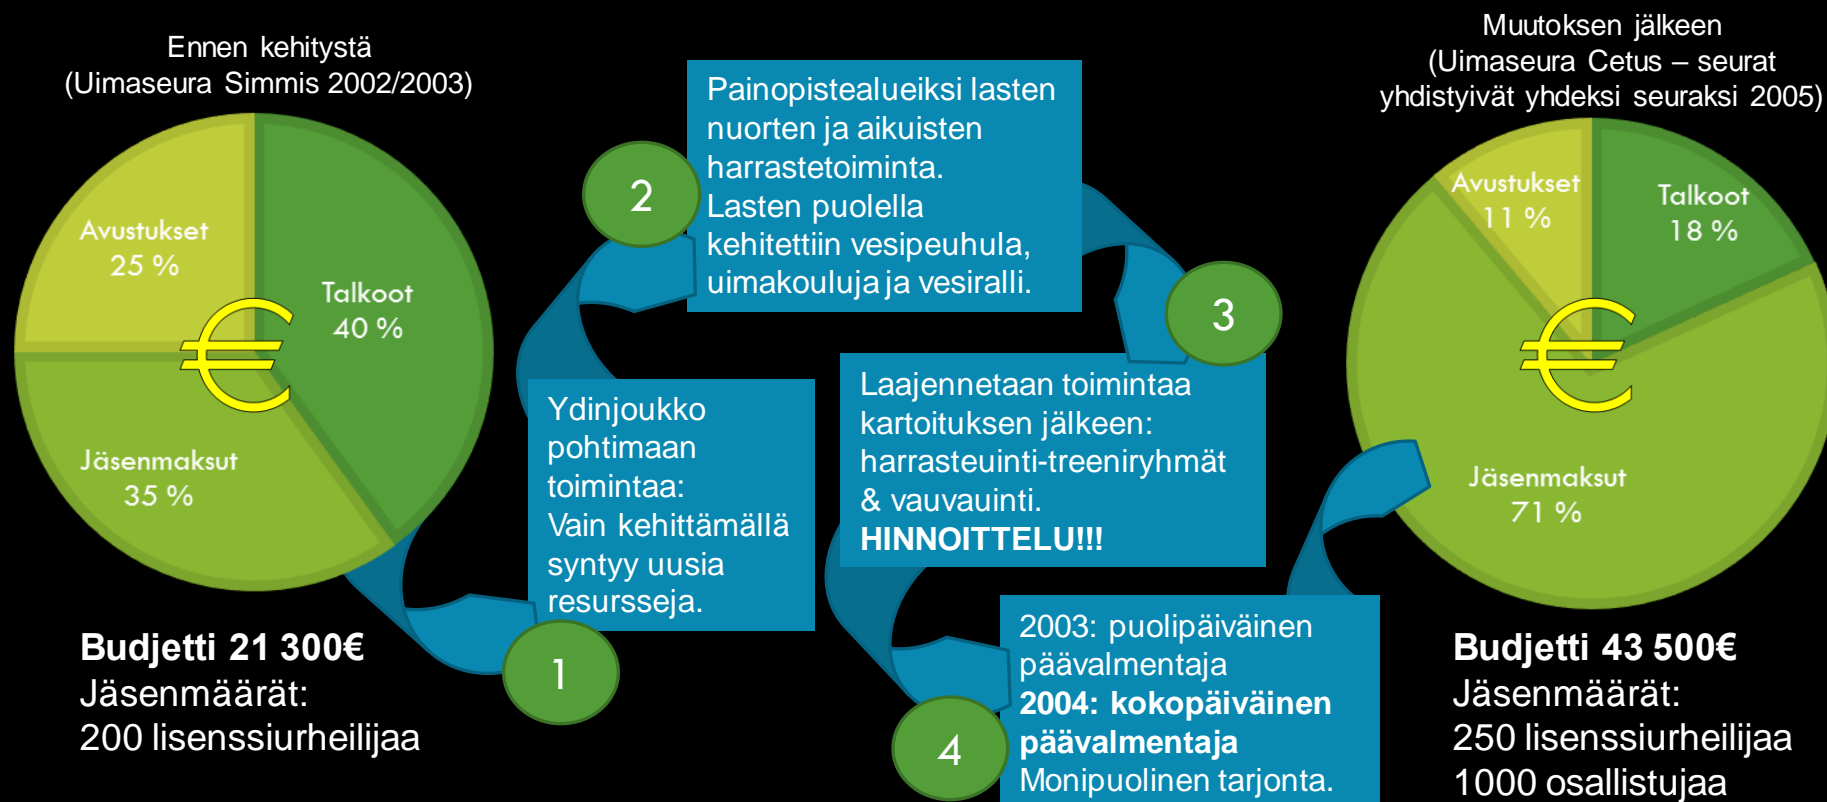 Ennen kehitystä
(Uimaseura Simmis 2002/2003)
Avustukset
25 %
Talkoot
40 %
Jäsenmaksut
35 %
€
Budjetti 21 300€
Jäsenmäärät:
200 lisenssiurheilijaa
1
Ydinjoukko
pohtimaan
toimintaa:
Vain kehittämällä
syntyy uusia
resursseja.
2
Painopistealueiksi lasten
nuorten ja aikuisten
harrastetoiminta.
Lasten puolella
kehitettiin vesipeuhula,
uimakouluja ja vesiralli.
3
Laajennetaan toimintaa
kartoituksen jälkeen:
harrasteuinti-treeniryhmät
& vauvauinti.
HINNOITTELU!!!
4
2003: puolipäiväinen
päävalmentaja
2004: kokopäiväinen
päävalmentaja
Monipuolinen tarjonta.
Muutoksen jälkeen
(Uimaseura Cetus – seurat
yhdistyivät yhdeksi seuraksi 2005)
Avustukset
11 %
Talkoot
18 %
€
Jäsenmaksut
71 %
Budjetti 43 500€
Jäsenmäärät:
250 lisenssiurheilijaa
1000 osallistujaa